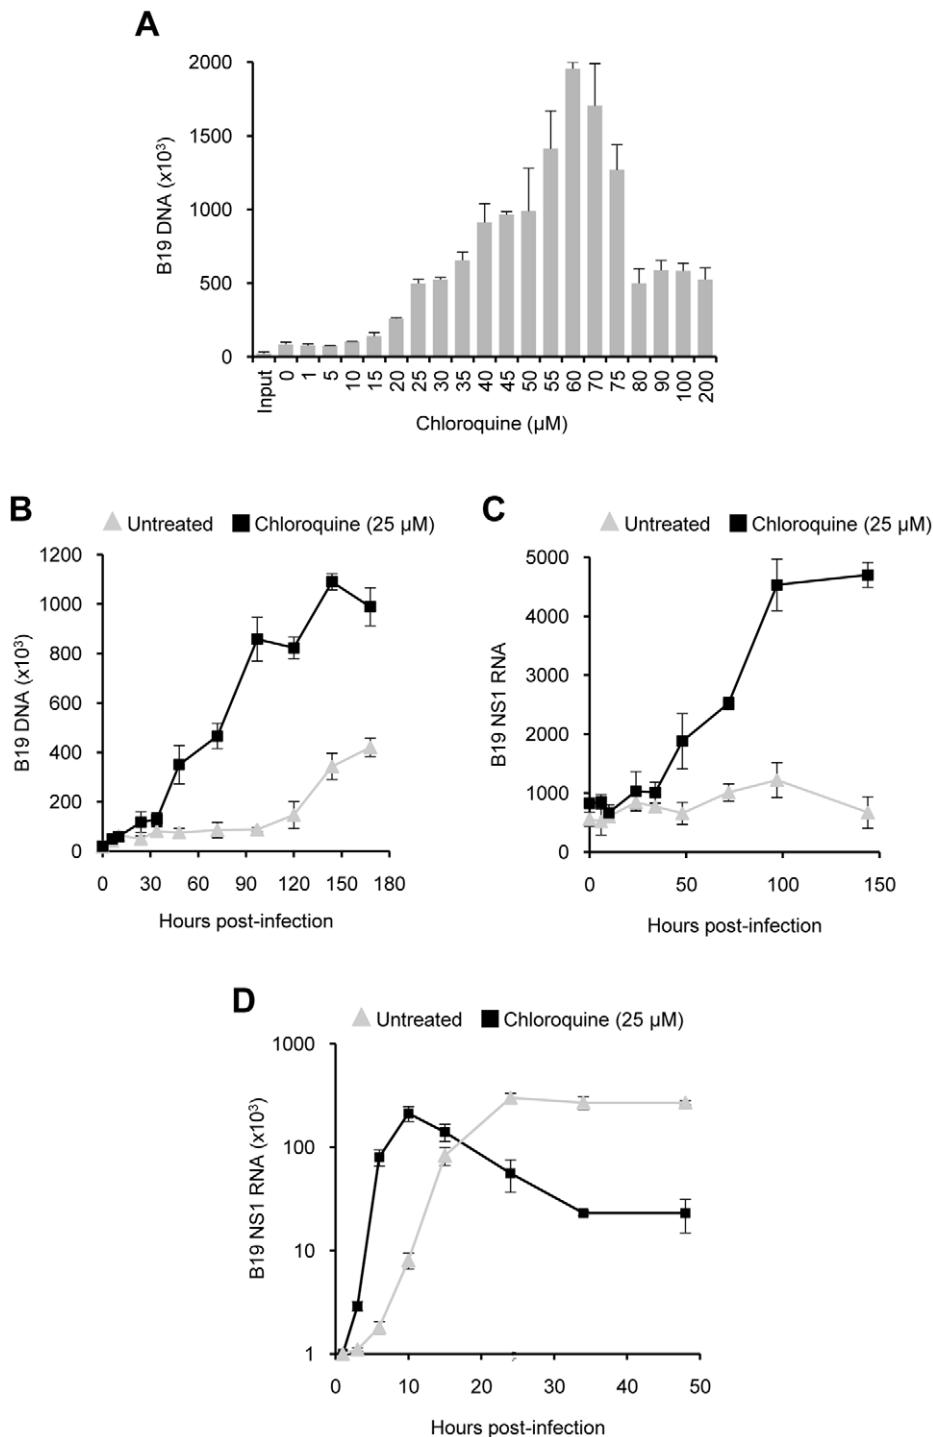 A
2000
1500
1000
500
0
B19 DNA (x10³)
Input 0 1 5 10 15 20 25 30 35 40 45 50 55 60 70 75 80 90 100 200
Chloroquine (µM)
B
Untreated Chloroquine (25 µM)
1200
1000
800
600
400
200
0
B19 DNA (x10³)
0 30 60 90 120 150 180
Hours post-infection
C
Untreated Chloroquine (25 µM)
5000
4000
3000
2000
1000
0
B19 NS1 RNA
0 50 100 150
Hours post-infection
D
Untreated Chloroquine (25 µM)
1000
100
10
1
B19 NS1 RNA (x10³)
0 10 20 30 40 50
Hours post-infection